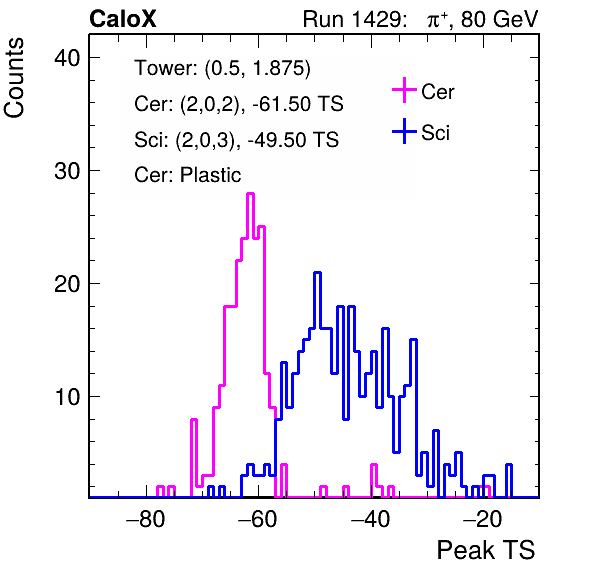 CaloX Run 1429: π⁺, 80 GeV
Counts
Tower: (0.5, 1.875)
Cer: (2,0,2), -61.50 TS
Sci: (2,0,3), -49.50 TS
Cer: Plastic
Cer
Sci
40
30
20
10
−80 −60 −40 −20
Peak TS